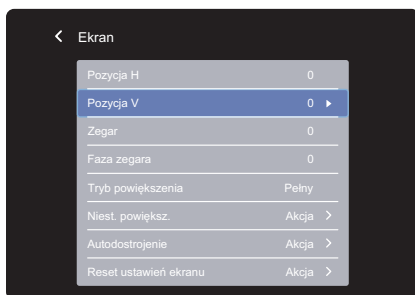 Ekran
Pozycja H 0
Pozycja V 0
Zegar 0
Faza zegara 0
Tryb powiększenia Pełny
Niest. powiększ. Akcja
Autodostrojenie Akcja
Reset ustawień ekranu Akcja